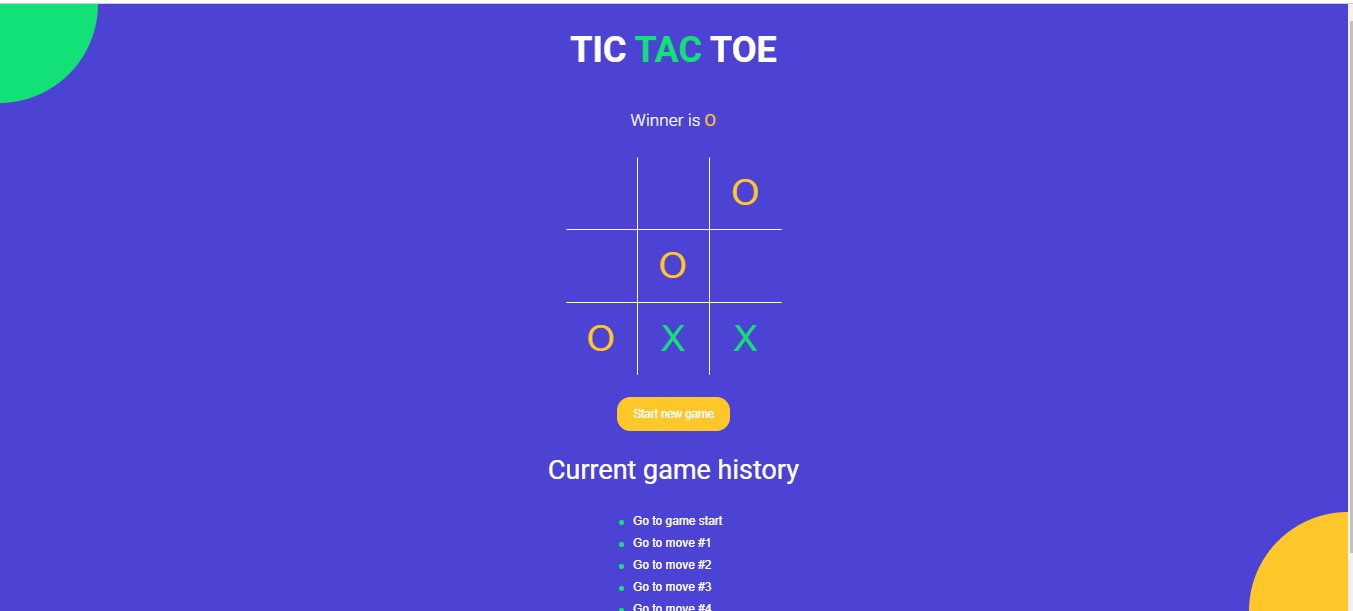 TIC TAC TOE
Winner is O
O
O
O X X
Start new game
Current game history
Go to game start
Go to move #1
Go to move #2
Go to move #3
Go to move #4